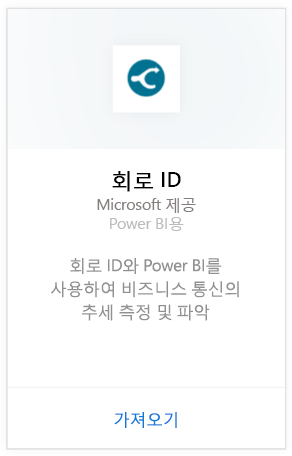 회로 ID
Microsoft 제공
Power BI용
회로 ID와 Power BI를
사용하여 비즈니스 통신의
추세 측정 및 파악
가져오기